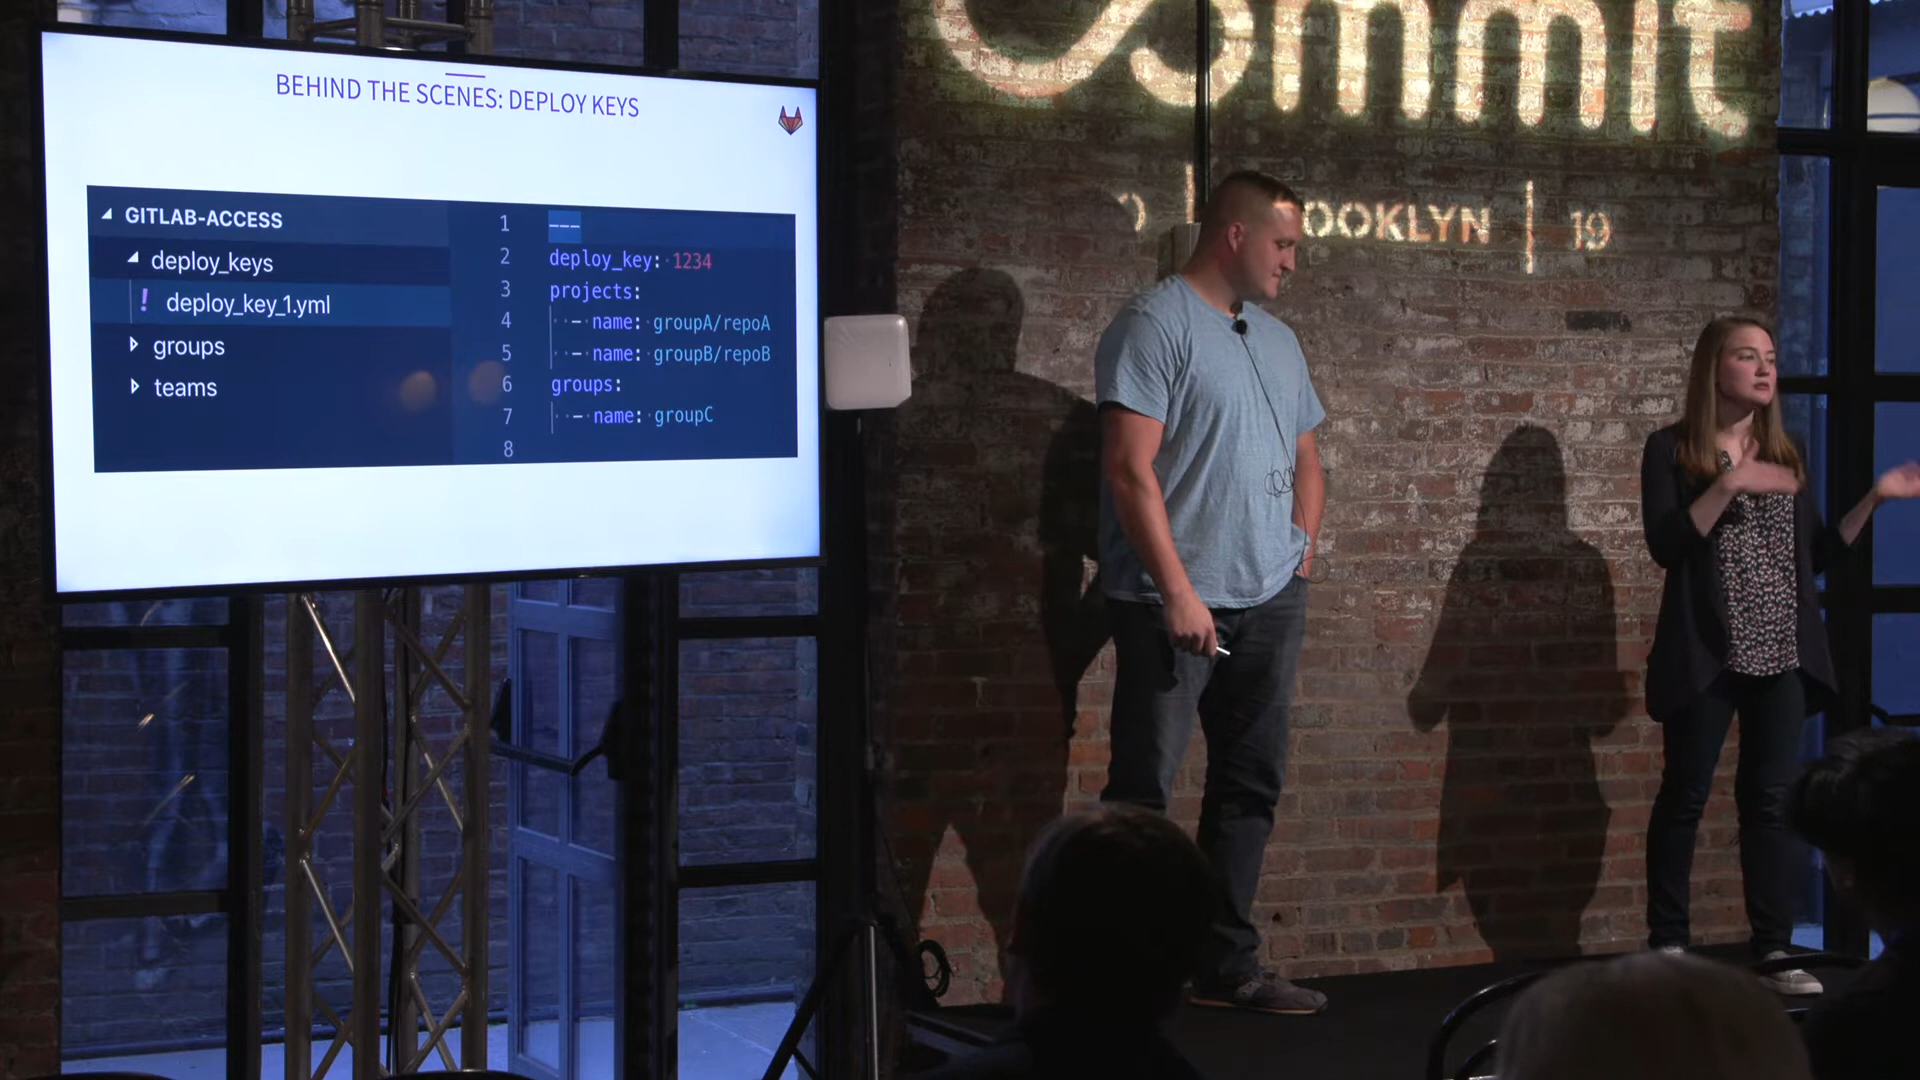 BEHIND THE SCENES: DEPLOY KEYS
GITLAB-ACCESS
deploy_keys
! deploy_key_1.yml
groups
teams
1 ---
2 deploy_key: 1234
3 projects:
4 - name: groupA/repoA
5 - name: groupB/repoB
6 groups:
7 - name: groupC
8
Commit
OOKLYN | 19